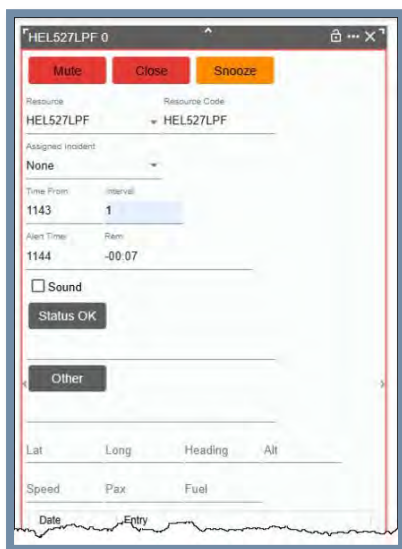 HEL527LPF 0
Mute Close Snooze
Resource Resource Code
HEL527LPF HEL527LPF
Assigned Incident
None
Time From Interval
1143 1
Alert Time Rem
1144 -00:07
Sound
Status OK
Other
Lat Long Heading Alt
Speed Pax Fuel
Date Entry